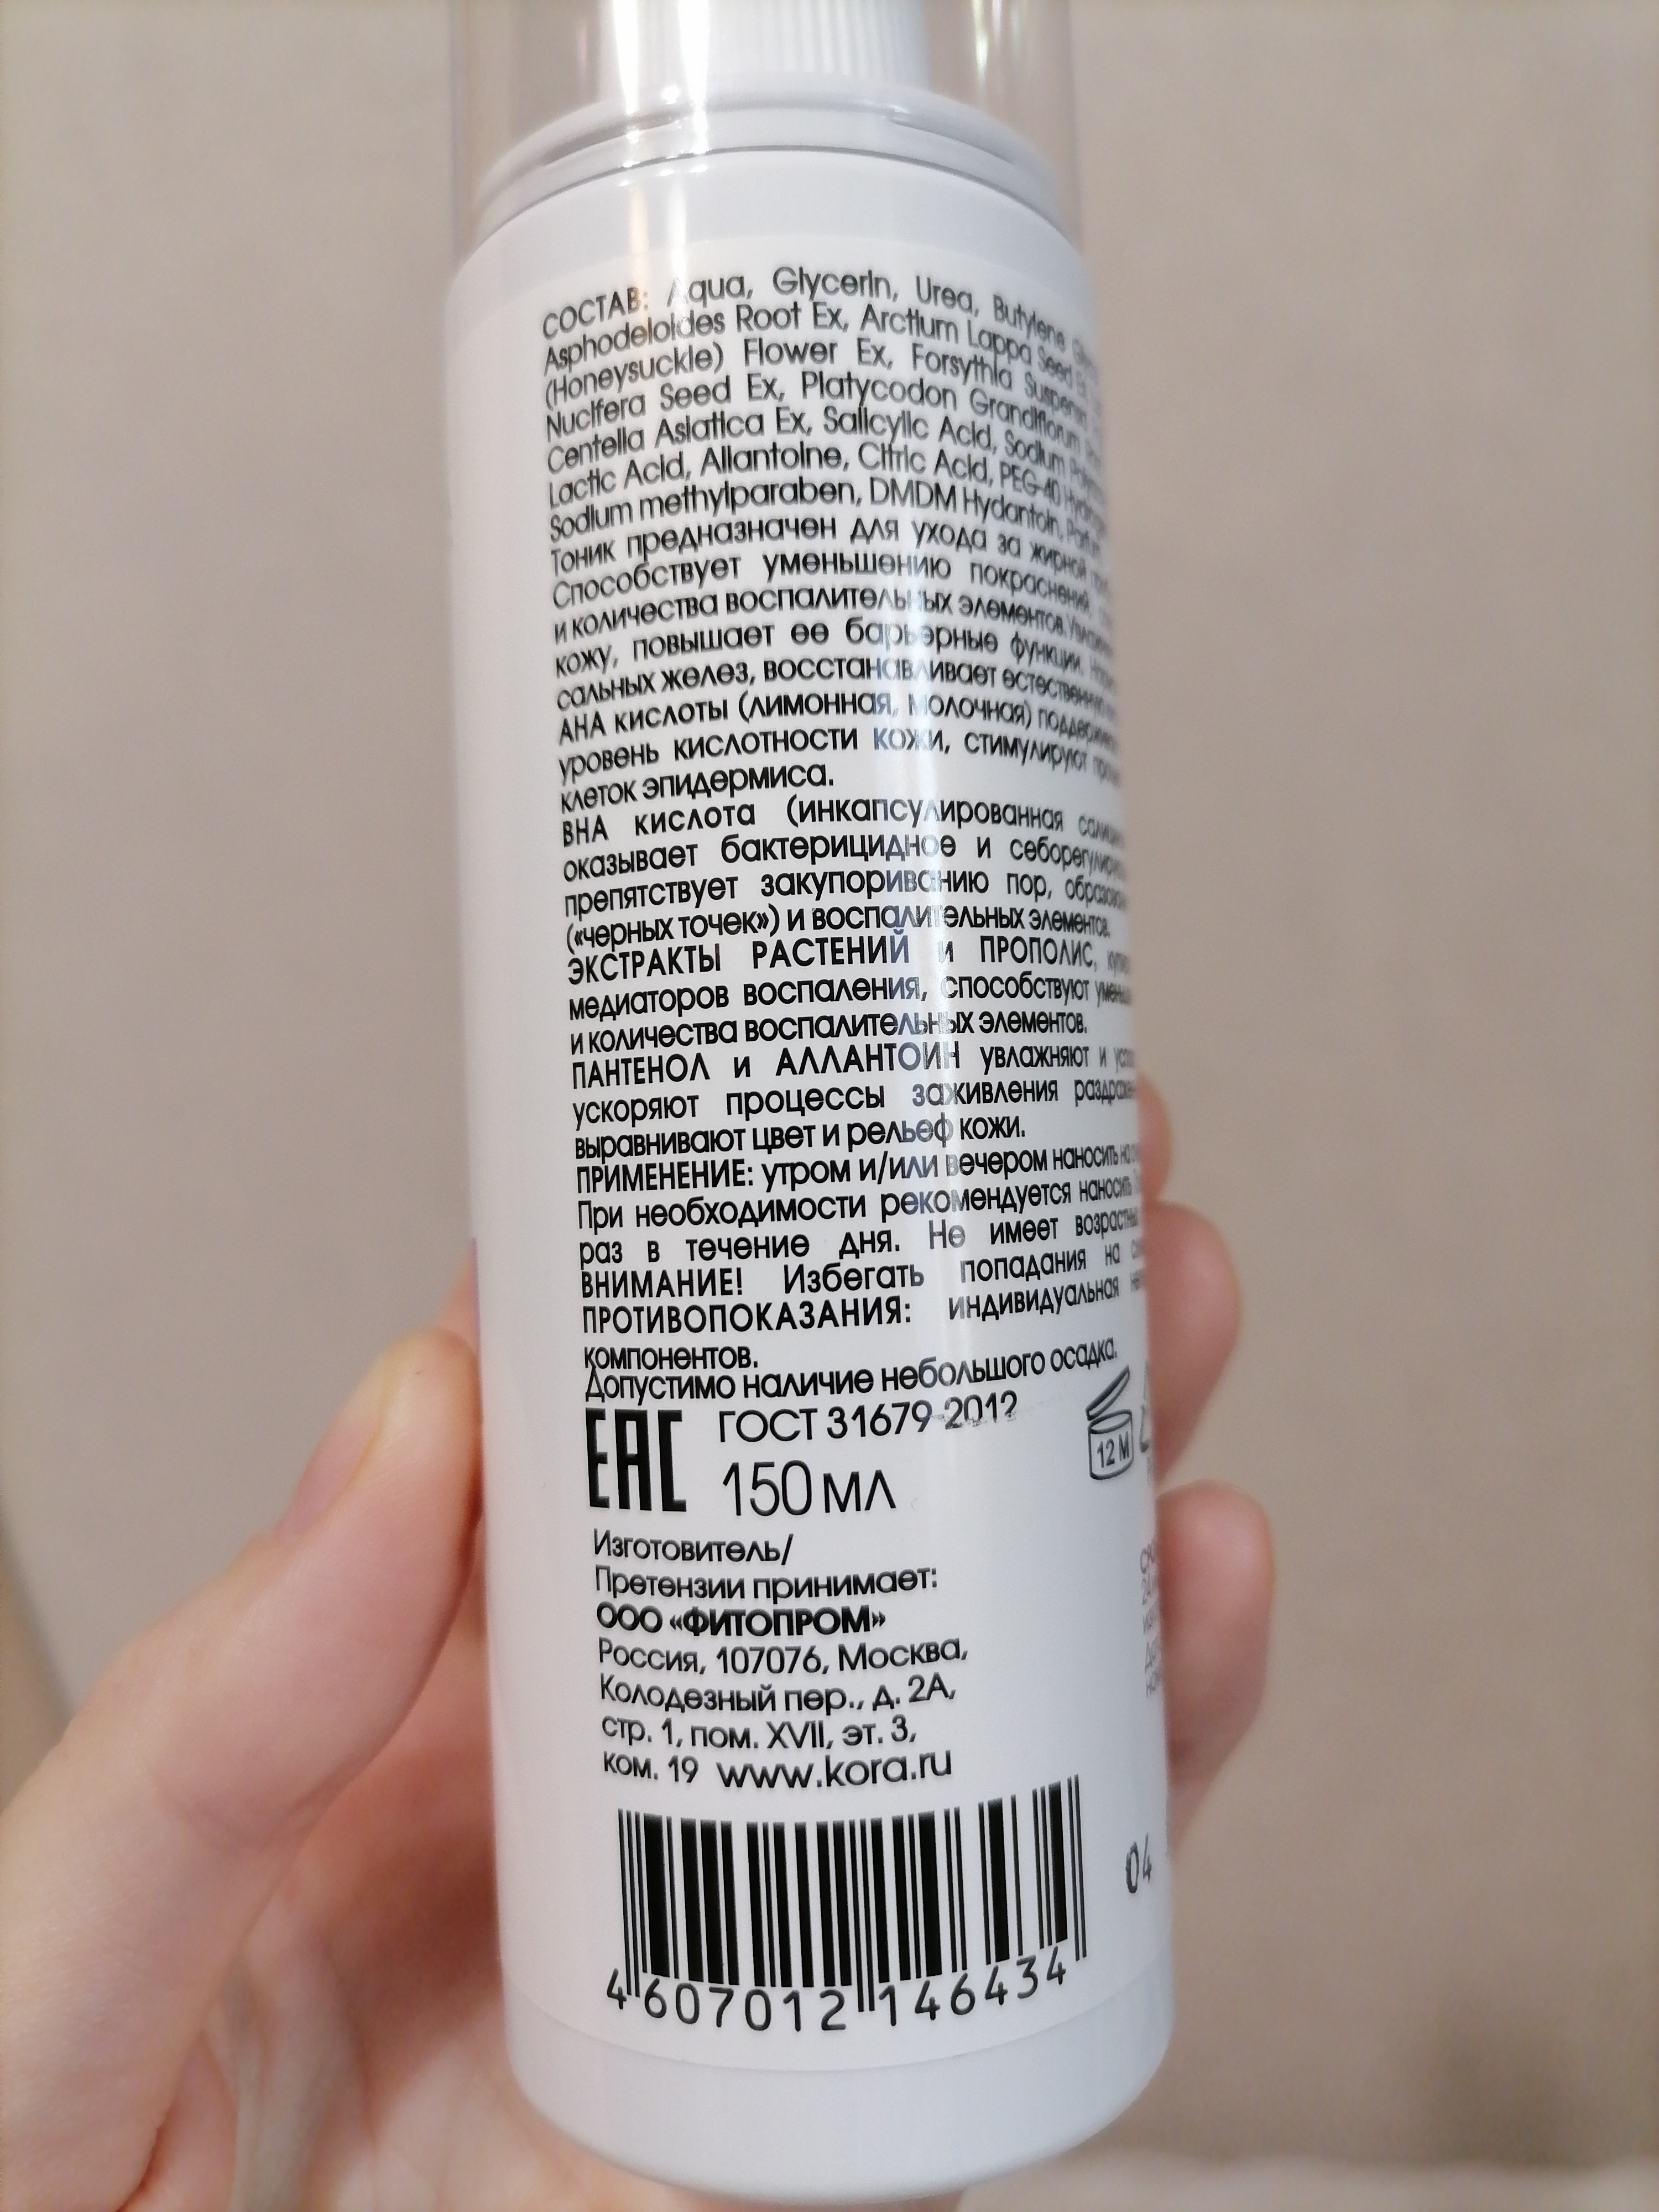 СОСТАВ: Aqua, Glycerin, Urea, Butylene
Asphodeloides Root Ex, Arctium Lappa Seed
(Honeysuckle) Flower Ex, Forsythia Suspensa
Nucifera Seed Ex, Platycodon Grandiflorum
Centella Asiatica Ex, Salicylic Acid, Sodium
Lactic Acid, Allantoine, Citric Acid, PEG-40
Sodium methylparaben, DMDM Hydantoin, Parfum
Тоник предназначен для ухода за жирной
Способствует уменьшению покраснений,
и количества воспалительных элементов.
кожу, повышает ее барьерные функции.
сальных желез, восстанавливает
АНА кислоты (лимонная, молочная)
уровень кислотности кожи, стимулируют
клеток эпидермиса.
ВНА кислота (инкапсулированная
оказывает бактерицидное и
препятствует закупориванию пор,
(«черных точек») и воспалительных элементов.
ЭКСТРАКТЫ РАСТЕНИЙ и ПРОПОЛИС,
медиаторов воспаления, способствуют
и количества воспалительных элементов.
ПАНТЕНОЛ и АЛЛАНТОИН увлажняют и
ускоряют процессы заживления
выравнивают цвет и рельеф кожи.
ПРИМЕНЕНИЕ: утром и/или вечером наносить на
При необходимости рекомендуется наносить
раз в течение дня. Не имеет
ВНИМАНИЕ! Избегать попадания на
ПРОТИВОПОКАЗАНИЯ: индивидуальная
компонентов.
Допустимо наличие небольшого осадка.
ЕАС ГОСТ 31679-2012
150 мл
12 M
Изготовитель/
Претензии принимает:
ООО «ФИТОПРОМ»
Россия, 107076, Москва,
Колодезный пер., д. 2А,
стр. 1, пом. XVII, эт. 3,
ком. 19 www.kora.ru
04
4 607012 146434